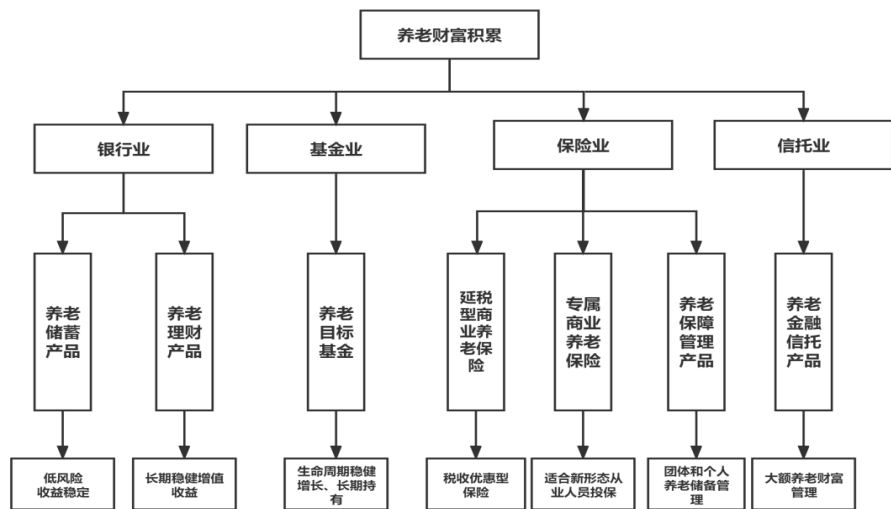 养老财富积累
银行业
基金业
保险业
信托业
养老
储蓄
产品
养老
理财
产品
养老
目标
基金
延税
型商
业养
老保
险
专属
商业
养老
保险
养老
保障
管理
产品
养老
金融
信托
产品
低风险
收益稳定
长期稳健增值
收益
生命周期稳健
增长、长期持
有
税收优惠型
保险
适合新形态从
业人员投保
团体和个人
养老储备管
理
大额养老财富
管理